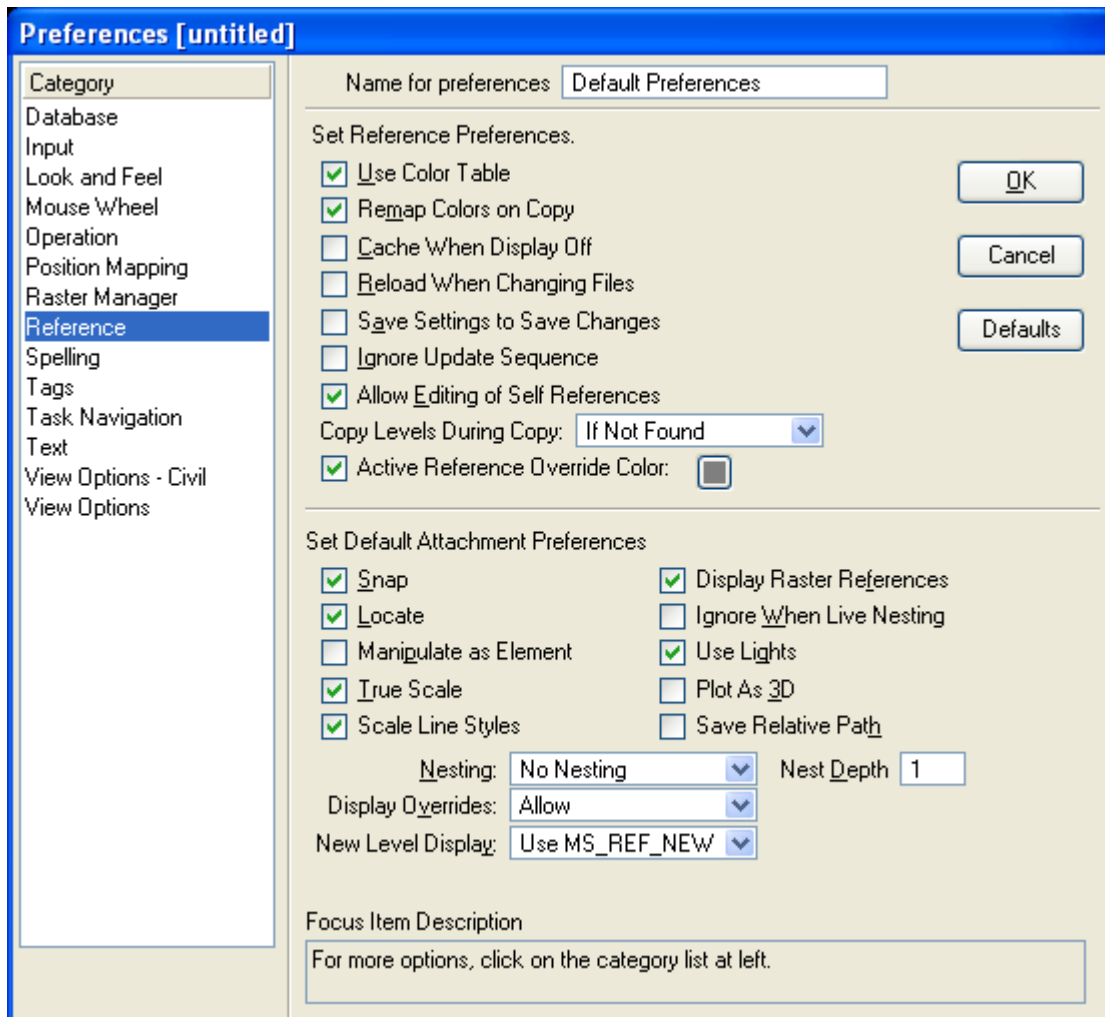 Preferences [untitled]
Category
Database
Input
Look and Feel
Mouse Wheel
Operation
Position Mapping
Raster Manager
Reference
Spelling
Tags
Task Navigation
Text
View Options - Civil
View Options
Name for preferences Default Preferences
Set Reference Preferences.
Use Color Table
Remap Colors on Copy
Cache When Display Off
Reload When Changing Files
Save Settings to Save Changes
Ignore Update Sequence
Allow Editing of Self References
Copy Levels During Copy: If Not Found
Active Reference Override Color:
OK
Cancel
Defaults
Set Default Attachment Preferences
Snap
Locate
Manipulate as Element
True Scale
Scale Line Styles
Display Raster References
Ignore When Live Nesting
Use Lights
Plot As 3D
Save Relative Path
Nesting: No Nesting Nest Depth 1
Display Overrides: Allow
New Level Display: Use MS_REF_NEW
Focus Item Description
For more options, click on the category list at left.